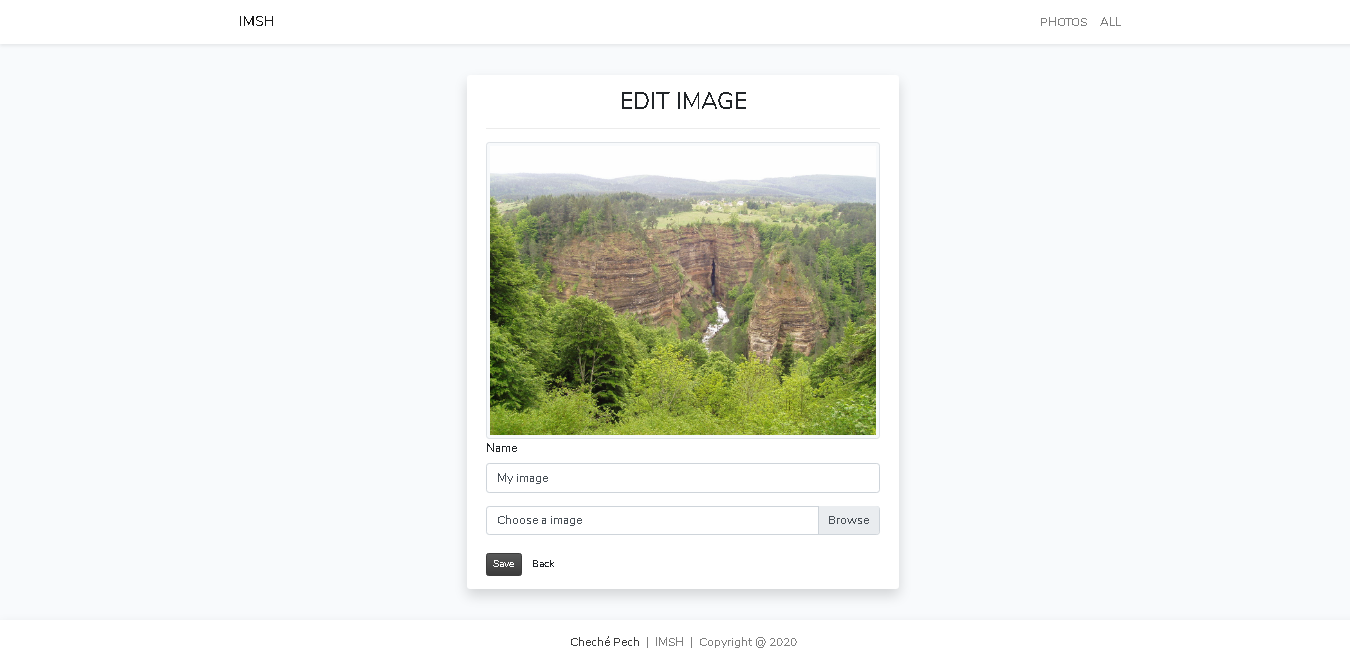 IMSH
PHOTOS ALL
EDIT IMAGE
Name
My image
Choose a image Browse
Save Back
Cheché Pech | IMSH | Copyright @ 2020